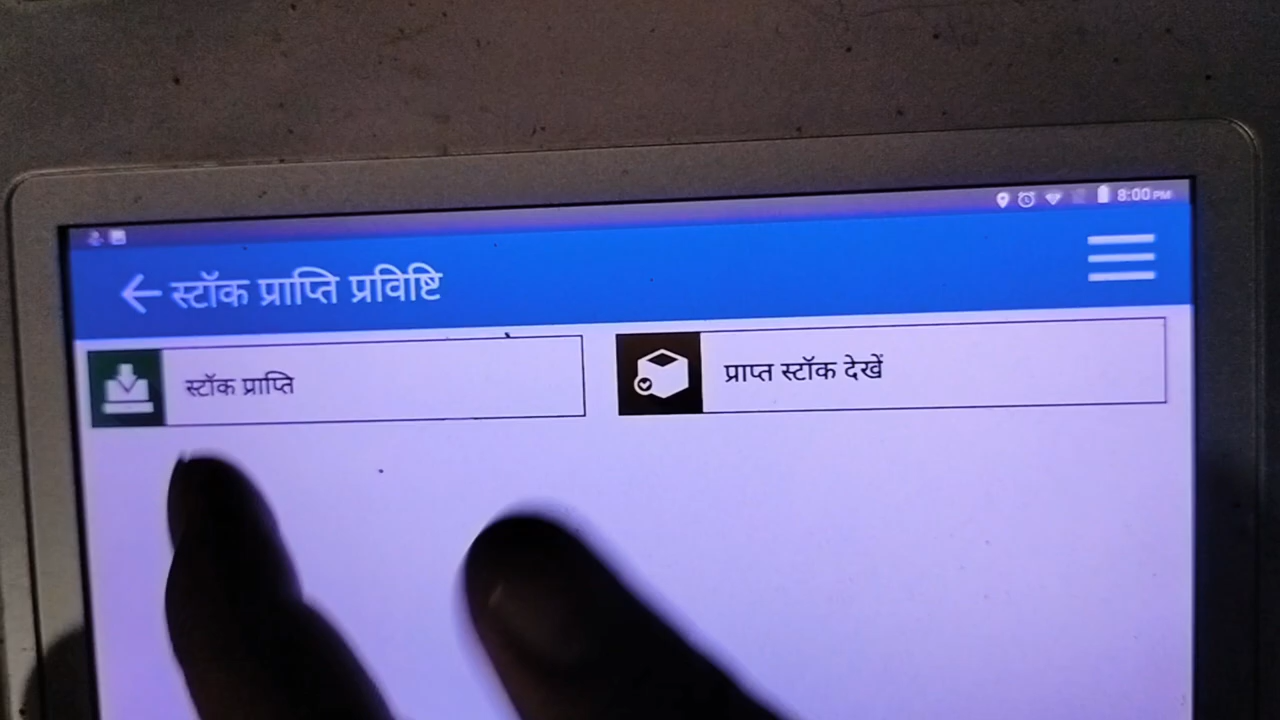 8:00 PM
स्टॉक प्राप्ति प्रविष्टि
स्टॉक प्राप्ति
प्राप्त स्टॉक देखें